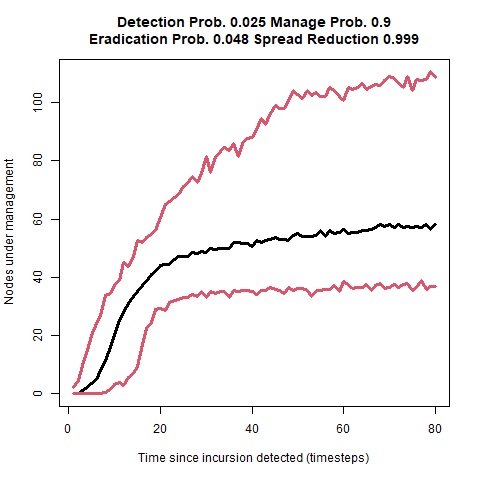 Detection Prob. 0.025 Manage Prob. 0.9
Eradication Prob. 0.048 Spread Reduction 0.999
Nodes under management
100
80
60
40
20
0
0 20 40 60 80
Time since incursion detected (timesteps)